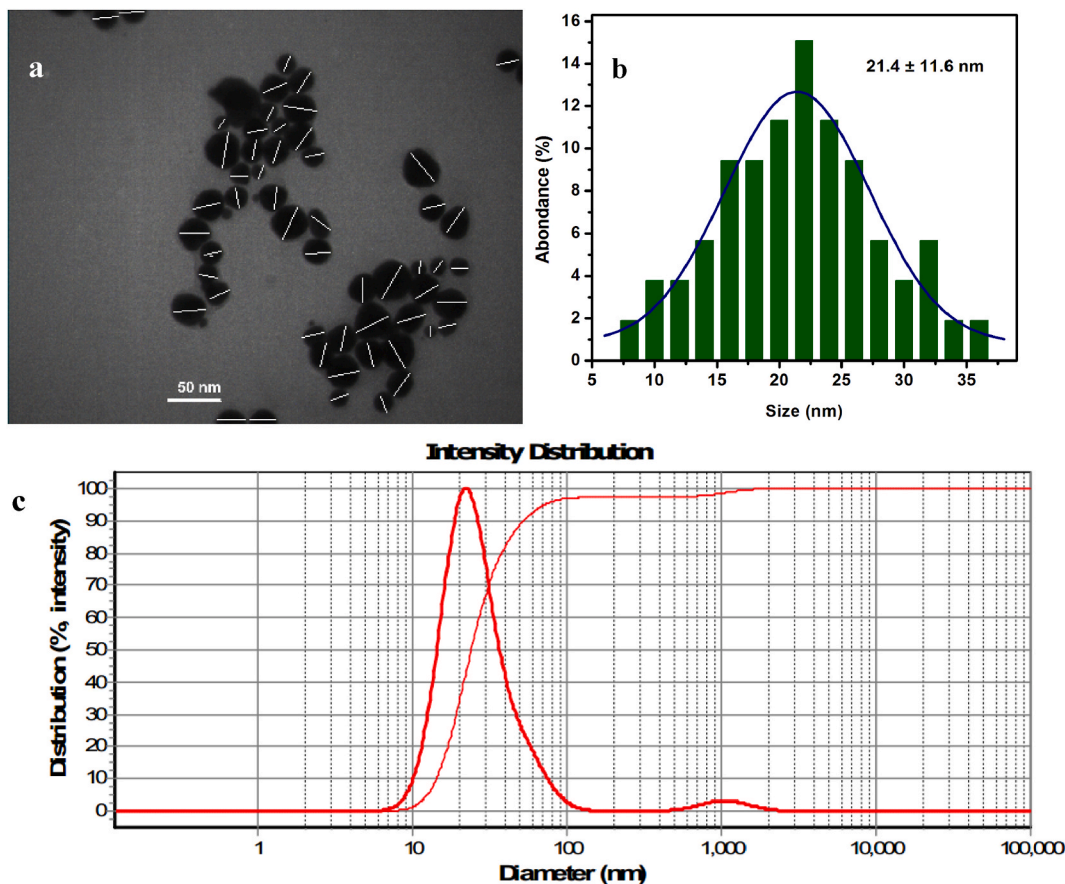 a
50 nm
b
21.4 ± 11.6 nm
Abondance (%)
16
14
12
10
8
6
4
2
0
5 10 15 20 25 30 35
Size (nm)
c
Intensity Distribution
Distribution (%, intensity)
100
90
80
70
60
50
40
30
20
10
0
1 10 100 1,000 10,000 100,000
Diameter (nm)